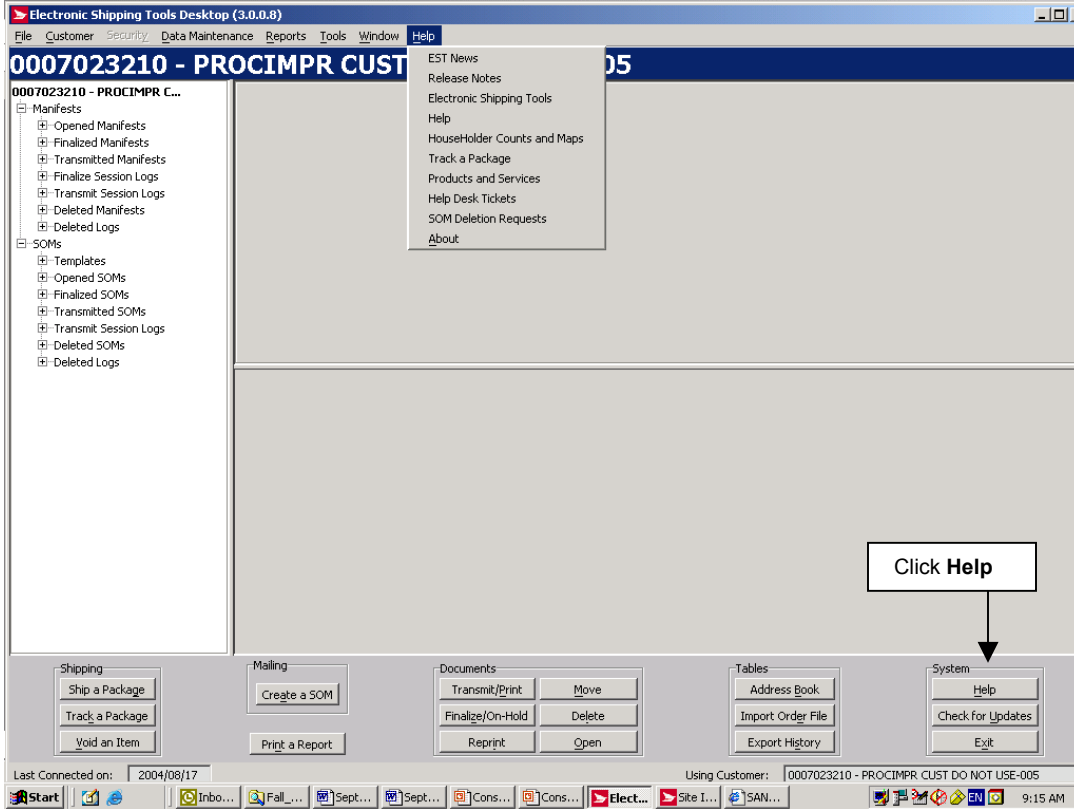 Electronic Shipping Tools Desktop (3.0.0.8)
File Customer Security Data Maintenance Reports Tools Window Help
0007023210 - PROCIMPR CUST 05
EST News
Release Notes
Electronic Shipping Tools
Help
HouseHolder Counts and Maps
Track a Package
Products and Services
Help Desk Tickets
SOM Deletion Requests
About
0007023210 - PROCIMPR C...
Manifests
Opened Manifests
Finalized Manifests
Transmitted Manifests
Finalize Session Logs
Transmit Session Logs
Deleted Manifests
Deleted Logs
SOMs
Templates
Opened SOMs
Finalized SOMs
Transmitted SOMs
Transmit Session Logs
Deleted SOMs
Deleted Logs
Click Help
Shipping
Ship a Package
Track a Package
Void an Item
Mailing
Create a SOM
Print a Report
Documents
Transmit/Print Move
Finalize/On-Hold Delete
Reprint Open
Tables
Address Book
Import Order File
Export History
System
Help
Check for Updates
Exit
Last Connected on: 2004/08/17 Using Customer: 0007023210 - PROCIMPR CUST DO NOT USE-005
Start Inbo... Fall_... Sept... Sept... Cons... Cons... Elect... Site I... SAN... EN 9:15 AM